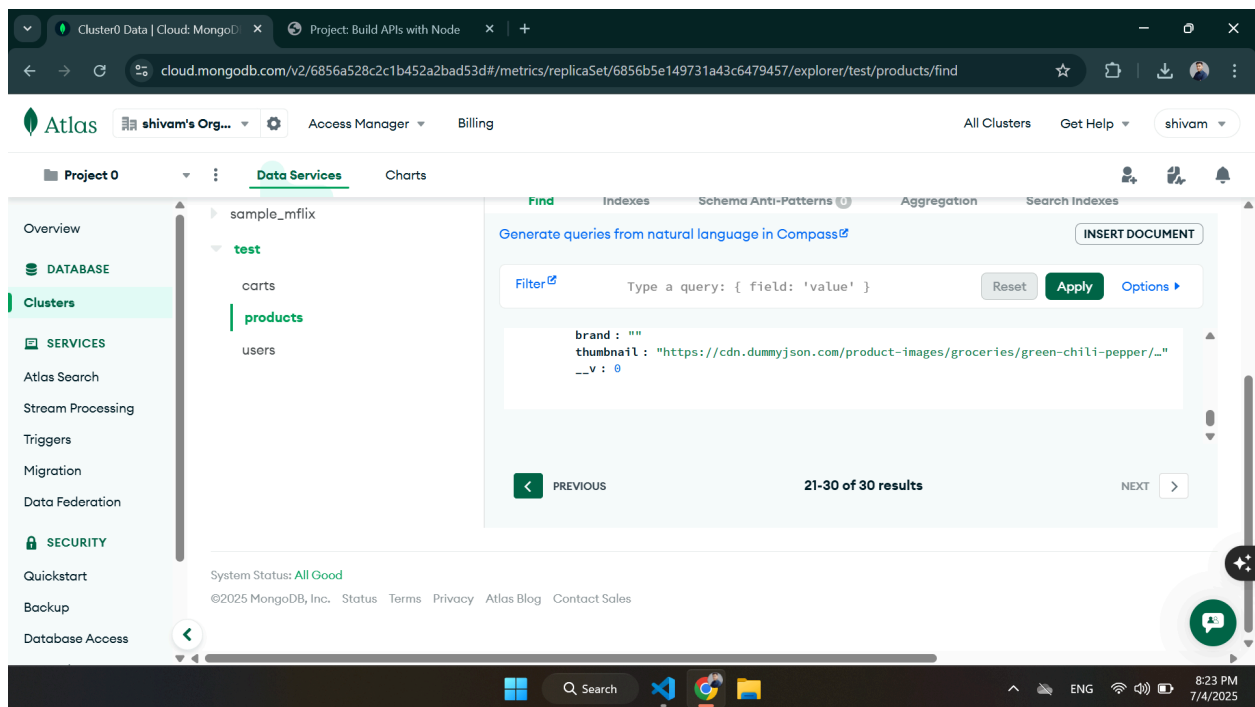 Cluster0 Data | Cloud: MongoD
Project: Build APIs with Node
cloud.mongodb.com/v2/6856a528c2c1b452a2bad53d#/metrics/replicaSet/6856b5e149731a43c6479457/explorer/test/products/find
Atlas
shivam's Org...
Access Manager
Billing
All Clusters
Get Help
shivam
Project 0
Data Services
Charts
Overview
DATABASE
Clusters
SERVICES
Atlas Search
Stream Processing
Triggers
Migration
Data Federation
SECURITY
Quickstart
Backup
Database Access
sample_mflix
test
carts
products
users
Find
Indexes
Schema Anti-Patterns 0
Aggregation
Search Indexes
Generate queries from natural language in Compass
INSERT DOCUMENT
Filter
Type a query: { field: 'value' }
Reset
Apply
Options
brand : ""
thumbnail : "https://cdn.dummyjson.com/product-images/groceries/green-chili-pepper/…"
__v : 0
PREVIOUS
21-30 of 30 results
NEXT
System Status: All Good
©2025 MongoDB, Inc. Status Terms Privacy Atlas Blog Contact Sales
Search
ENG
8:23 PM
7/4/2025